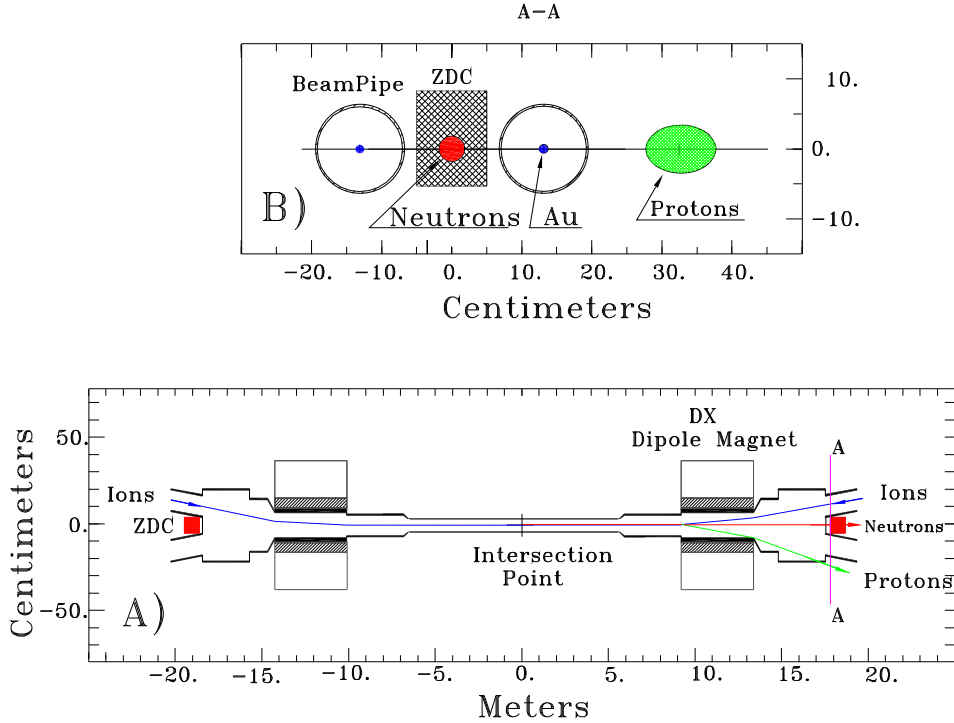 A-A
BeamPipe
ZDC
10.
0.
-10.
B)
Neutrons
Au
Protons
-20. -10. 0. 10. 20. 30. 40.
Centimeters
DX
Dipole Magnet
A
50.
Ions
Ions
ZDC
0.
Neutrons
Intersection
Point
Protons
-50.
A)
A
Centimeters
-20. -15. -10. -5. 0. 5. 10. 15. 20.
Meters